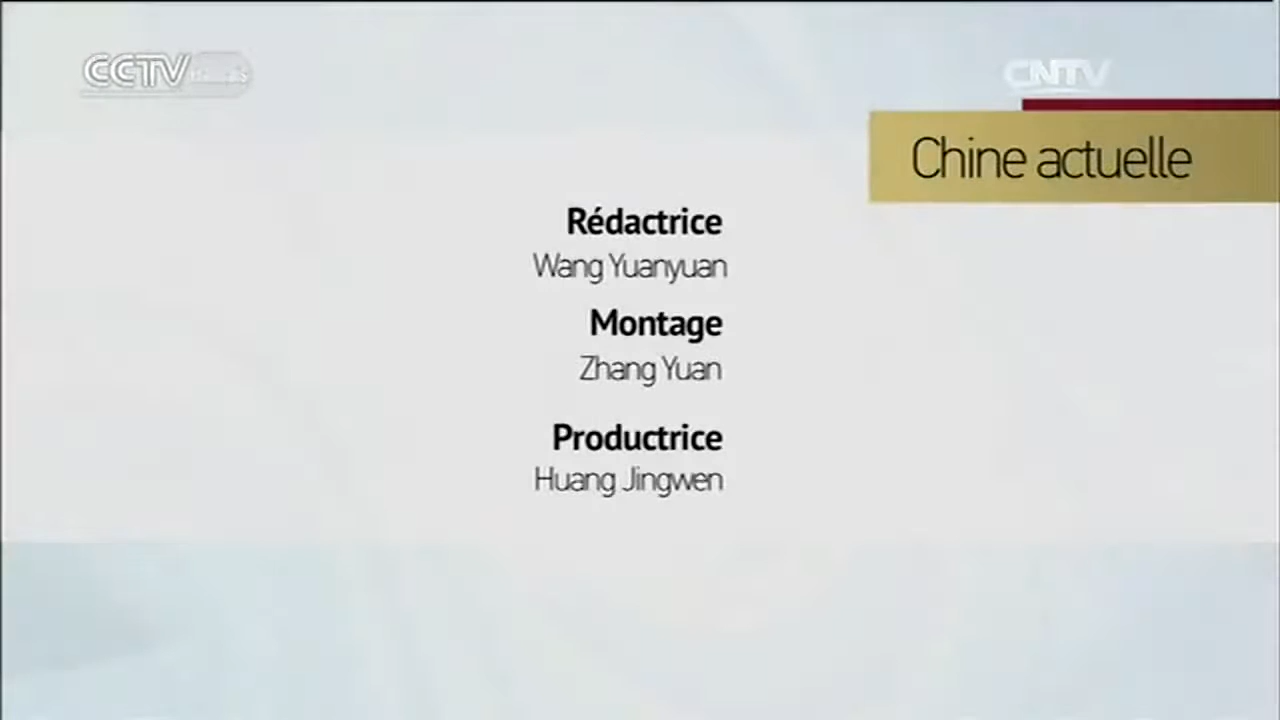 CCTV
CNTV
Chine actuelle
Rédactrice
Wang Yuanyuan
Montage
Zhang Yuan
Productrice
Huang Jingwen